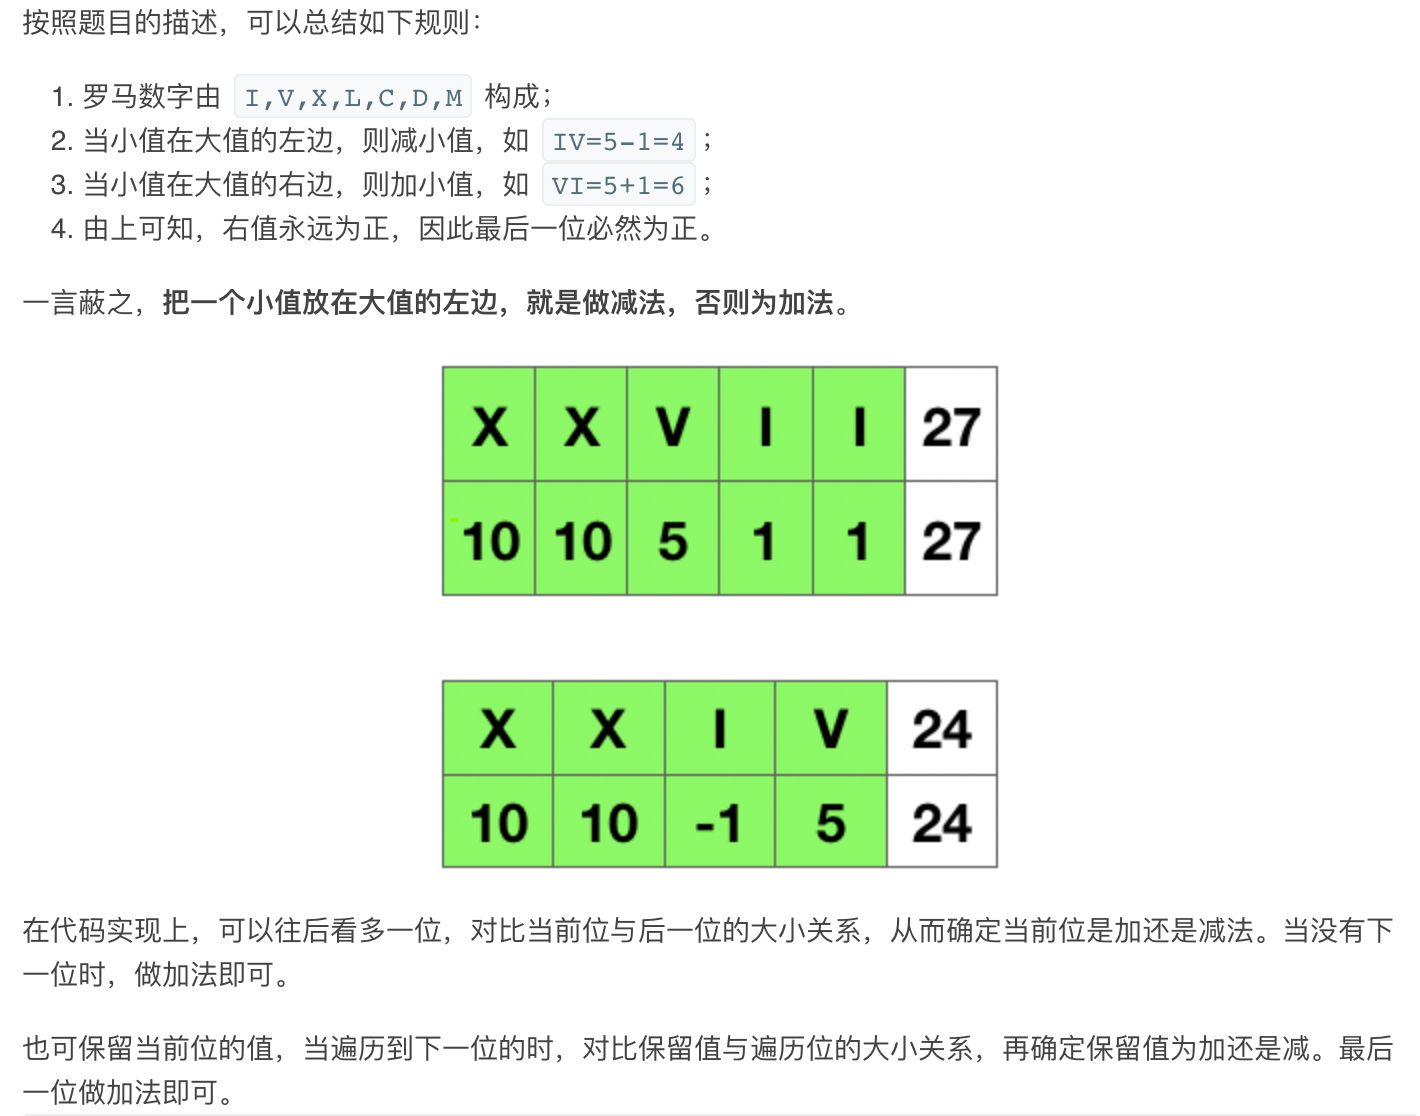 按照题目的描述，可以总结如下规则：
1. 罗马数字由 I,V,X,L,C,D,M 构成；
2. 当小值在大值的左边，则减小值，如 IV=5-1=4；
3. 当小值在大值的右边，则加小值，如 VI=5+1=6；
4. 由上可知，右值永远为正，因此最后一位必然为正。
一言蔽之，把一个小值放在大值的左边，就是做减法，否则为加法。
X X V I I 27
10 10 5 1 1 27
X X I V 24
10 10 -1 5 24
在代码实现上，可以往后看多一位，对比当前位与后一位的大小关系，从而确定当前位是加还是减法。当没有下
一位时，做加法即可。
也可保留当前位的值，当遍历到下一位的时，对比保留值与遍历位的大小关系，再确定保留值为加还是减。最后
一位做加法即可。